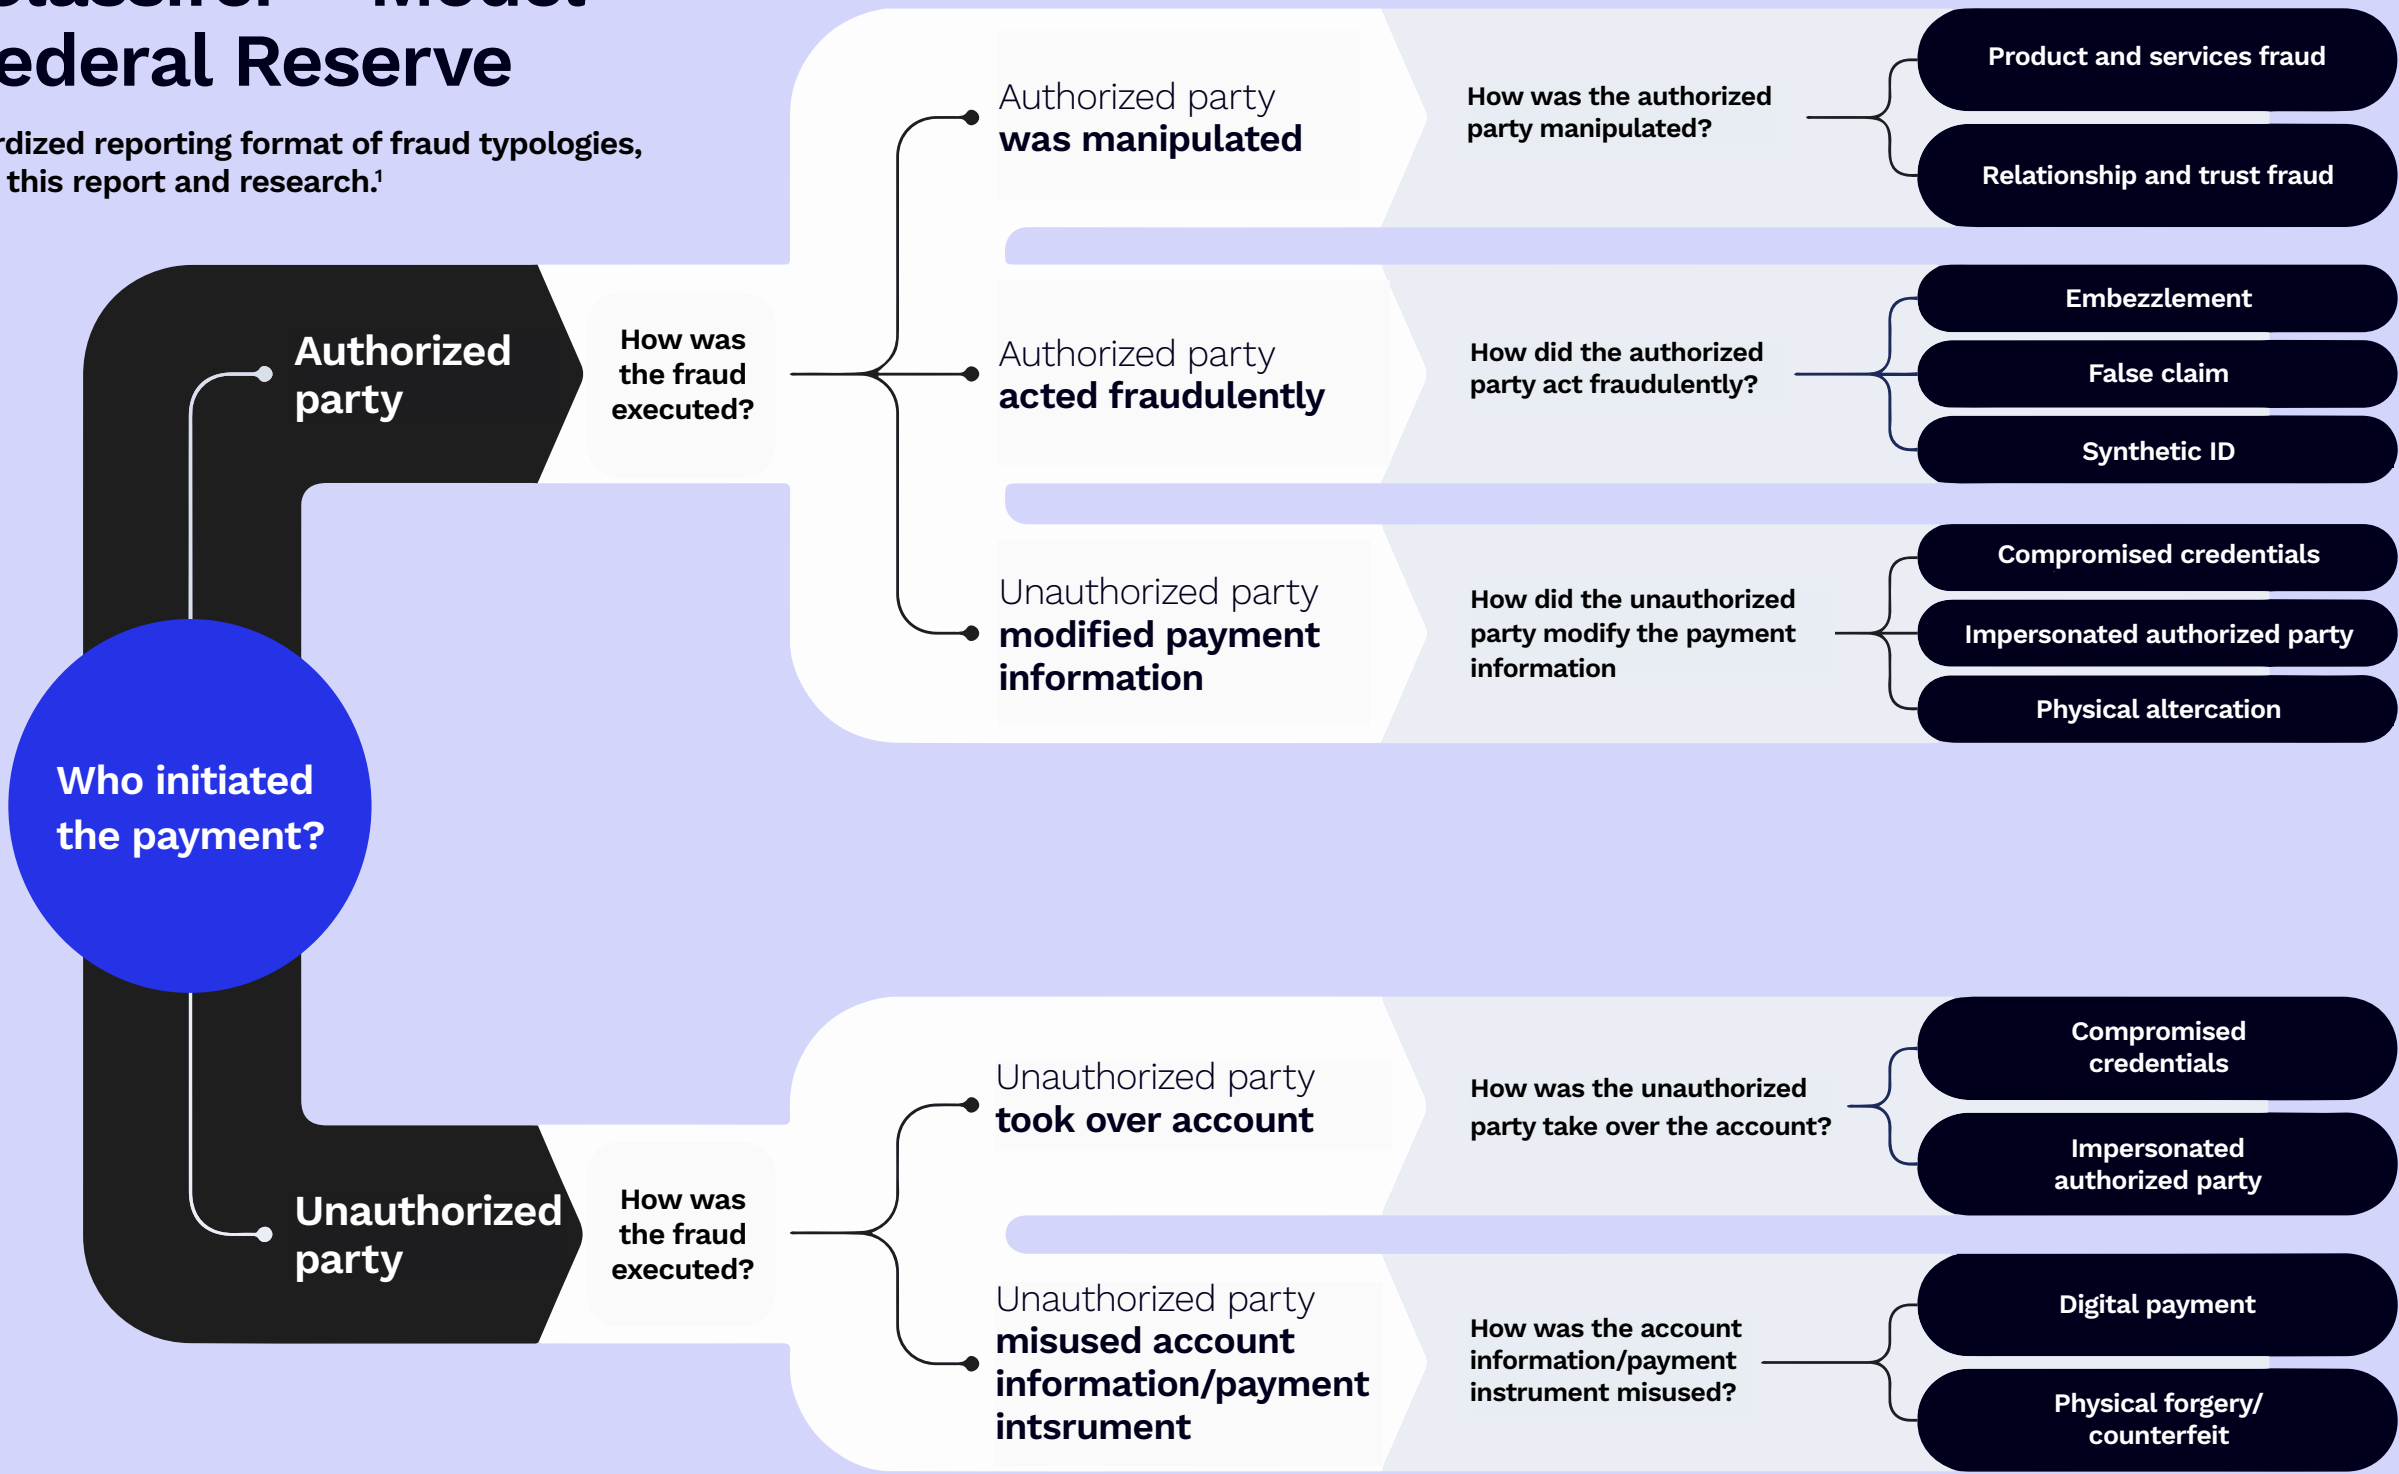 ederal Reserve
rdized reporting format of fraud typologies,
this report and research.¹
Who initiated
the payment?
Authorized
party
How was
the fraud
executed?
Authorized party
was manipulated
How was the authorized
party manipulated?
Product and services fraud
Relationship and trust fraud
Authorized party
acted fraudulently
How did the authorized
party act fraudulently?
Embezzlement
False claim
Synthetic ID
Unauthorized party
modified payment
information
How did the unauthorized
party modify the payment
information
Compromised credentials
Impersonated authorized party
Physical altercation
Unauthorized
party
How was
the fraud
executed?
Unauthorized party
took over account
How was the unauthorized
party take over the account?
Compromised
credentials
Impersonated
authorized party
Unauthorized party
misused account
information/payment
intsrument
How was the account
information/payment
instrument misused?
Digital payment
Physical forgery/
counterfeit